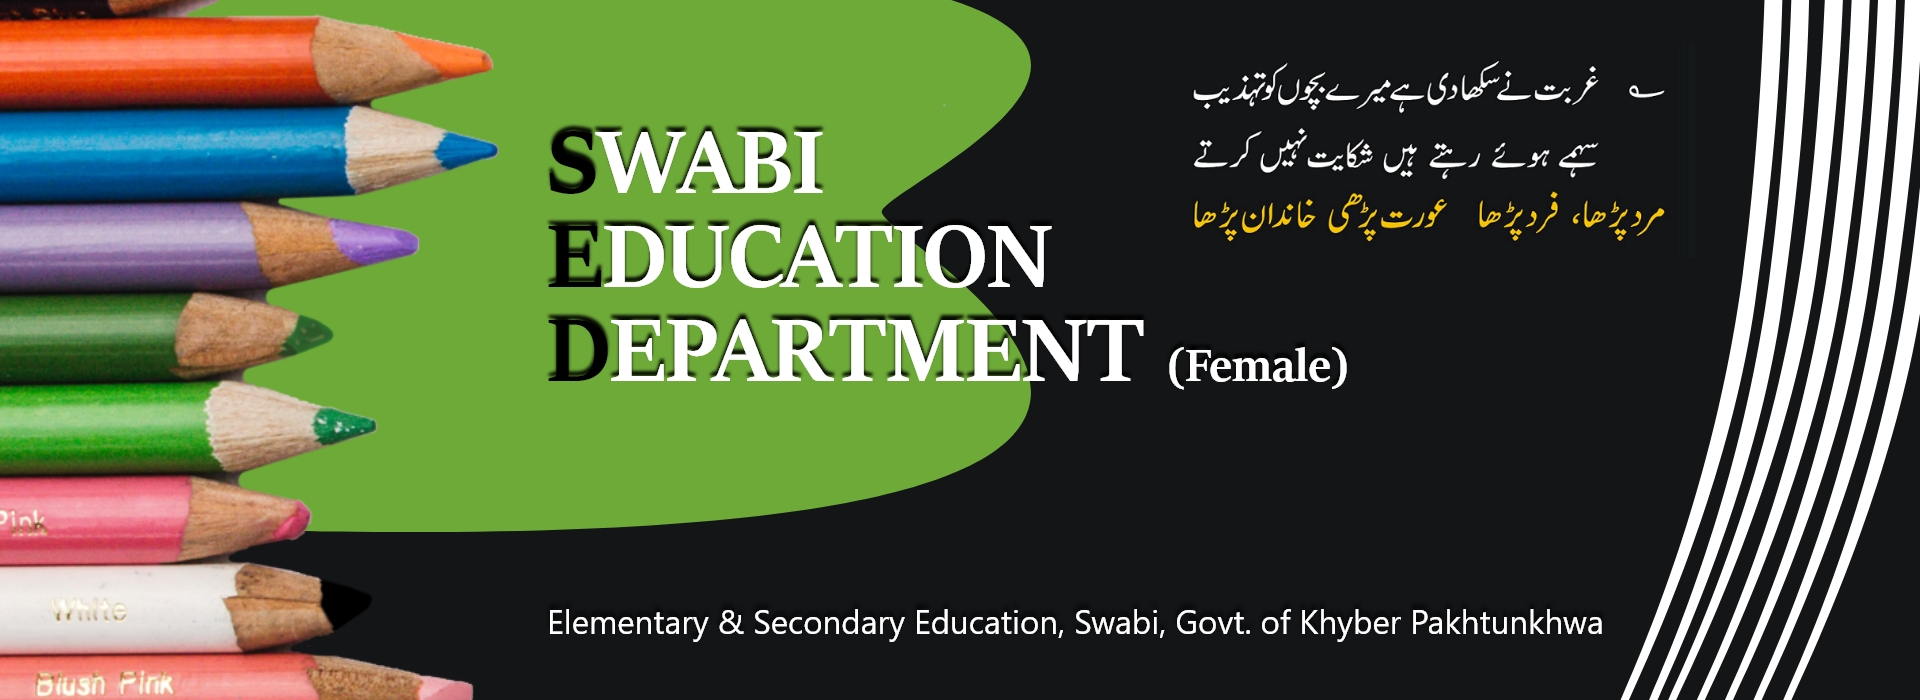 ؎ غربت نے سکھا دی ہے میرے بچوں کو تہذیب
سہمے ہوئے رہتے ہیں شکایت نہیں کرتے
مرد پڑھا، فرد پڑھا عورت پڑھی خاندان پڑھا
SWABI
EDUCATION
DEPARTMENT (Female)
Elementary & Secondary Education, Swabi, Govt. of Khyber Pakhtunkhwa
Pink
White
Blush Pink